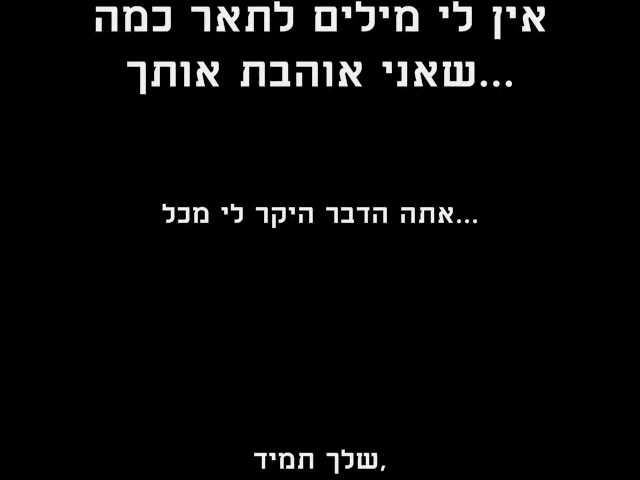 אין לי מילים לתאר כמה
שאני אוהבת אותך...
אתה הדבר היקר לי מכל...
שלך תמיד,